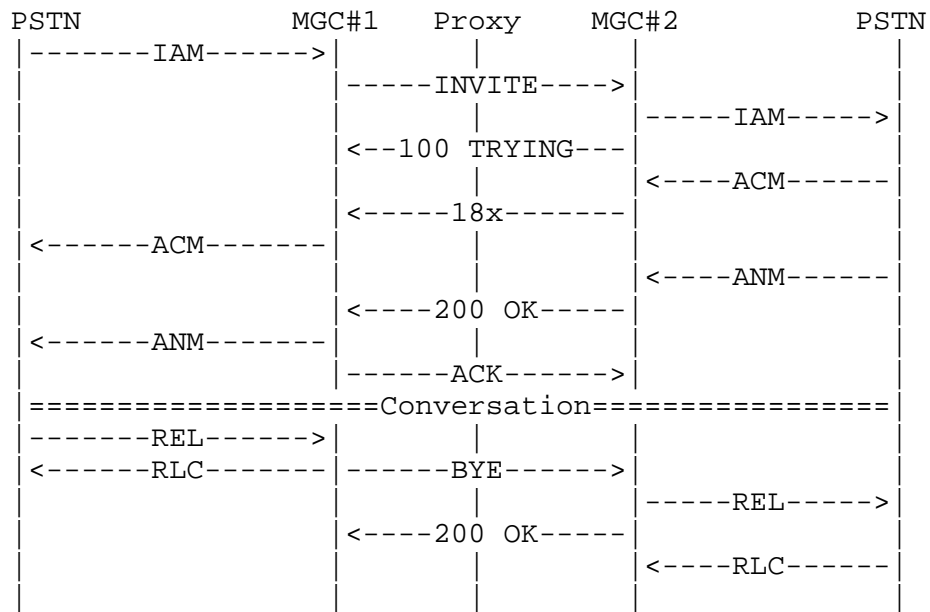 PSTN MGC#1 Proxy MGC#2 PSTN
|-------IAM------>| | | |
| |-----INVITE---->| |
| | | |-----IAM----->|
| |<--100 TRYING---| |
| | | |<----ACM------|
| |<-----18x-------| |
|<------ACM-------| | | |
| | | |<----ANM------|
| |<----200 OK-----| |
|<------ANM-------| | | |
| |------ACK------>| |
|====================Conversation=================|
|-------REL------>| | | |
|<------RLC-------|------BYE------>| |
| | | |-----REL----->|
| |<----200 OK-----| |
| | | |<----RLC------|
| | | | |